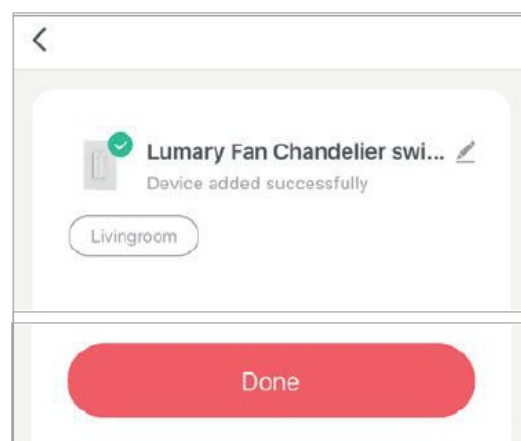 Lumary Fan Chandelier swi...
Device added successfully
Livingroom
Done